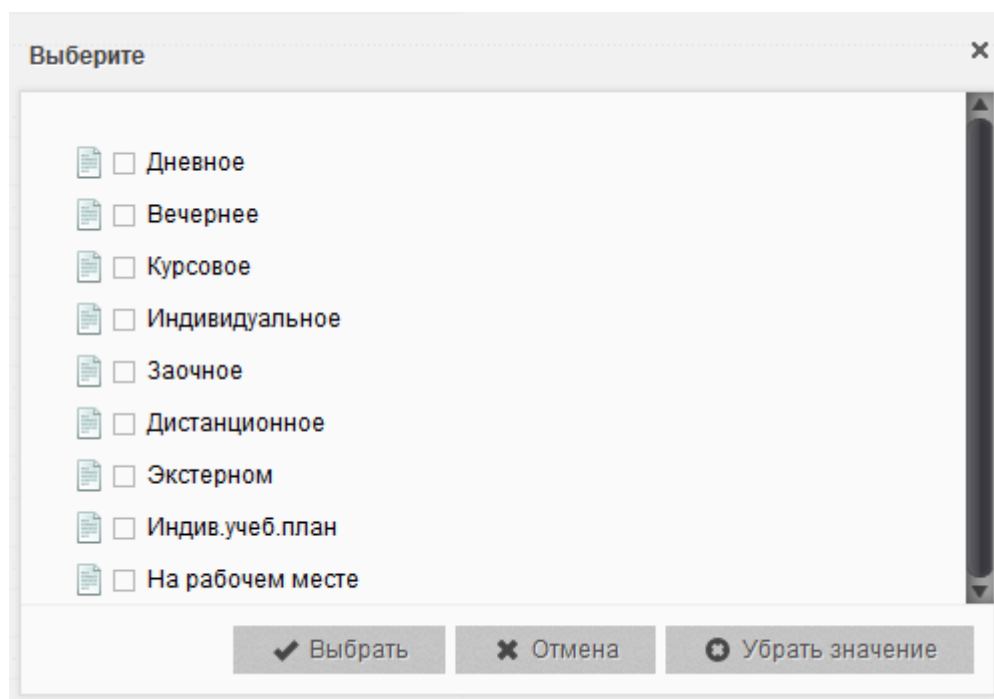 Выберите
Дневное
Вечернее
Курсовое
Индивидуальное
Заочное
Дистанционное
Экстерном
Индив.учеб.план
На рабочем месте
Выбрать Отмена Убрать значение